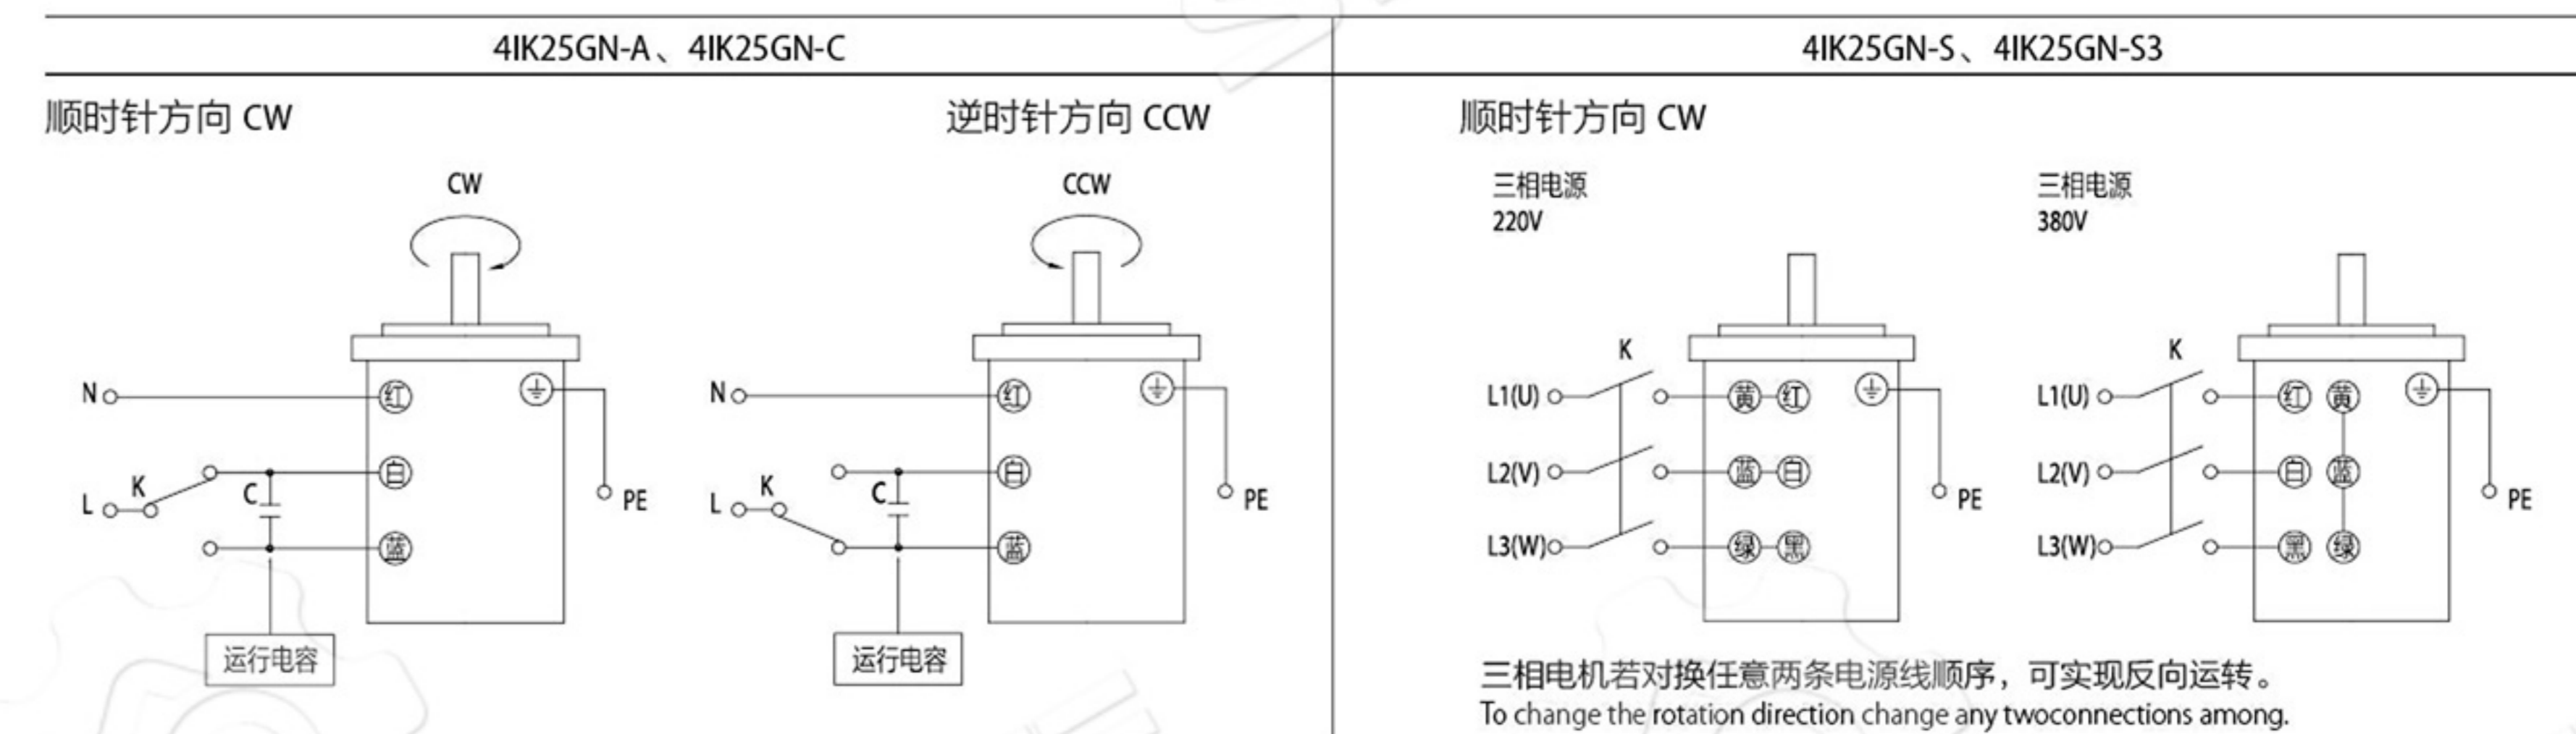 4IK25GN-A、4IK25GN-C
4IK25GN-S、4IK25GN-S3
顺时针方向 CW
逆时针方向 CCW
顺时针方向 CW
CW
N
红
K
白
L
C
PE
蓝
运行电容
CCW
N
红
K
白
L
C
PE
蓝
运行电容
三相电源
220V
K
L1(U) 黄 红
L2(V) 蓝 白
PE
L3(W) 绿 黑
三相电源
380V
K
L1(U) 红 黄
L2(V) 白 蓝
PE
L3(W) 黑 绿
三相电机若对换任意两条电源线顺序，可实现反向运转。
To change the rotation direction change any twoconnections among.